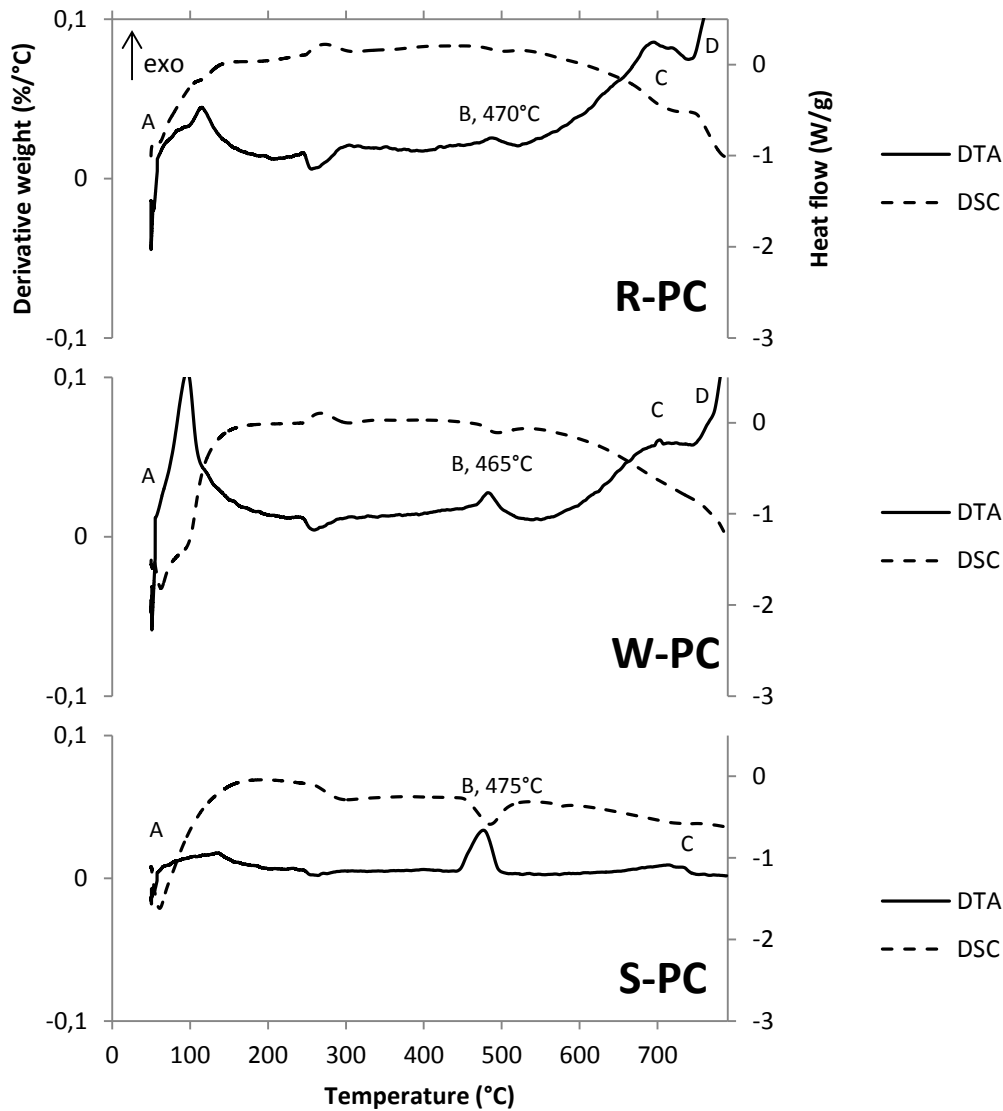 Derivative weight (%/°C)
Heat flow (W/g)
0,1
0
-0,1
0
-1
-2
-3
exo
A
B, 470°C
C
D
R-PC
DTA
DSC
0,1
0
-0,1
0
-1
-2
-3
A
B, 465°C
C
D
W-PC
DTA
DSC
0,1
0
-0,1
0
-1
-2
-3
A
B, 475°C
C
S-PC
DTA
DSC
0 100 200 300 400 500 600 700
Temperature (°C)